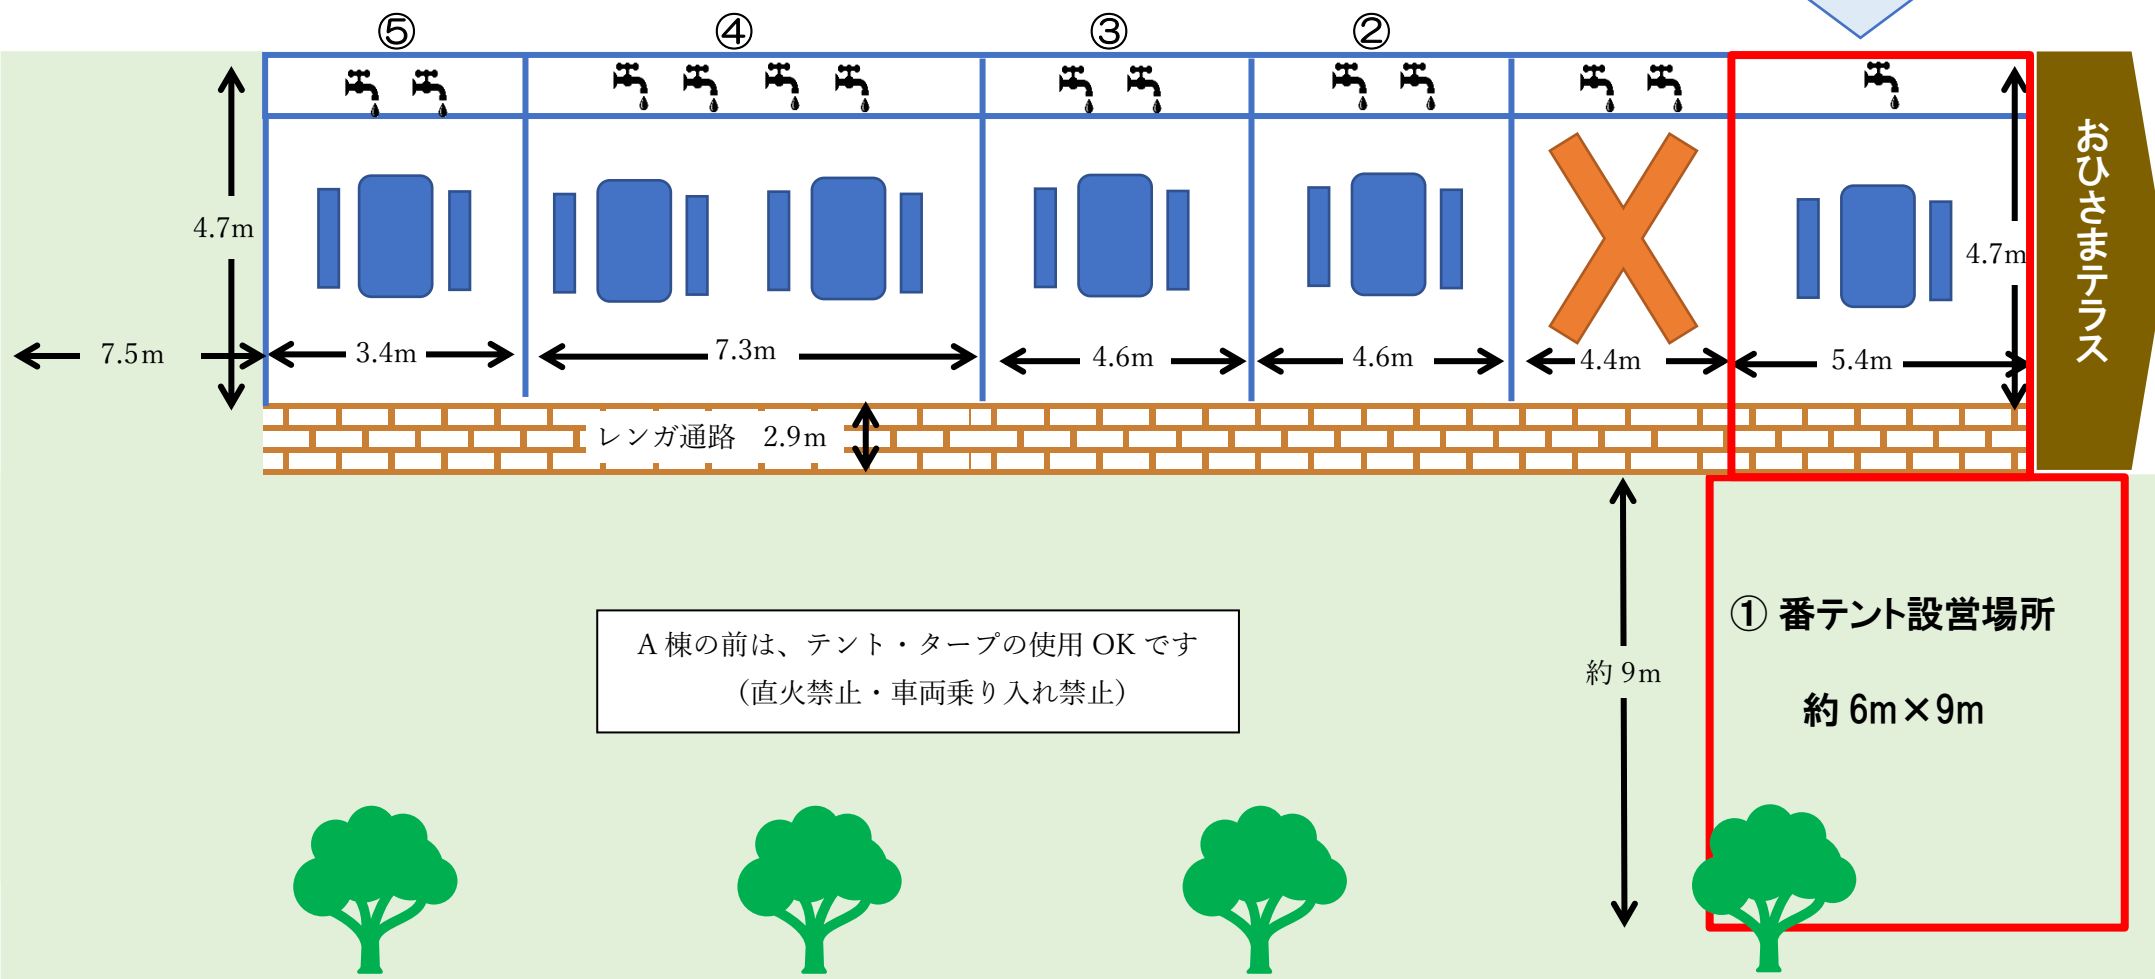 ⑤
④
③
②
4.7m
7.5m
3.4m
7.3m
4.6m
4.6m
4.4m
5.4m
4.7m
おひさまテラス
レンガ通路 2.9m
約 9m
① 番テント設営場所
約 6m×9m
A 棟の前は、テント・タープの使用 OK です
（直火禁止・車両乗り入れ禁止）